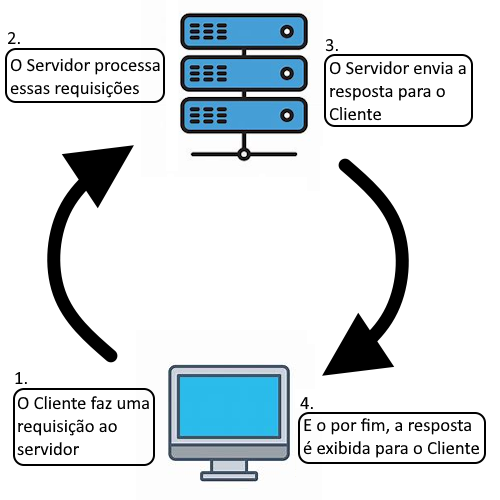 2.
O Servidor processa
essas requisições
3.
O Servidor envia a
resposta para o
Cliente
1.
O Cliente faz uma
requisição ao
servidor
4.
E o por fim, a resposta
é exibida para o Cliente